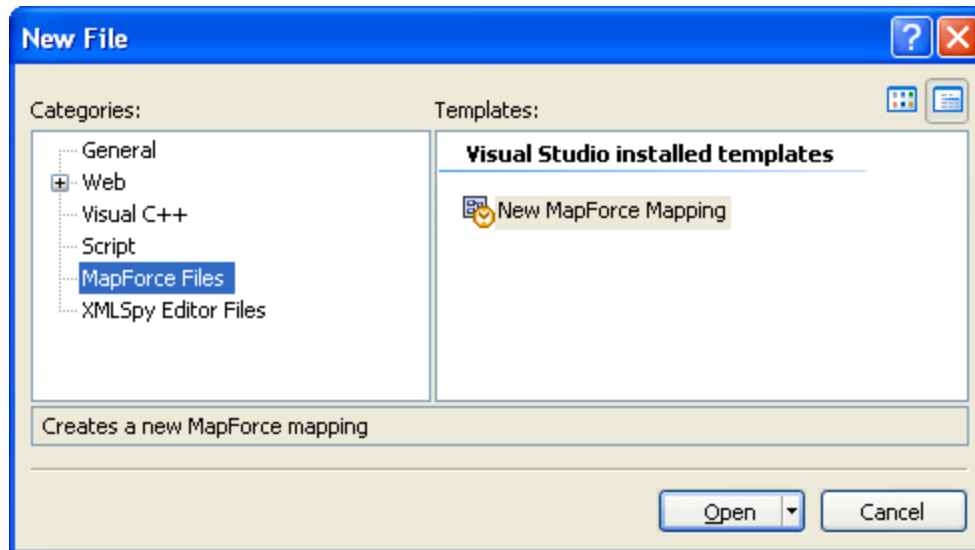 New File
Categories:
Templates:
General
Web
Visual C++
Script
MapForce Files
XMLSpy Editor Files
Visual Studio installed templates
New MapForce Mapping
Creates a new MapForce mapping
Open
Cancel